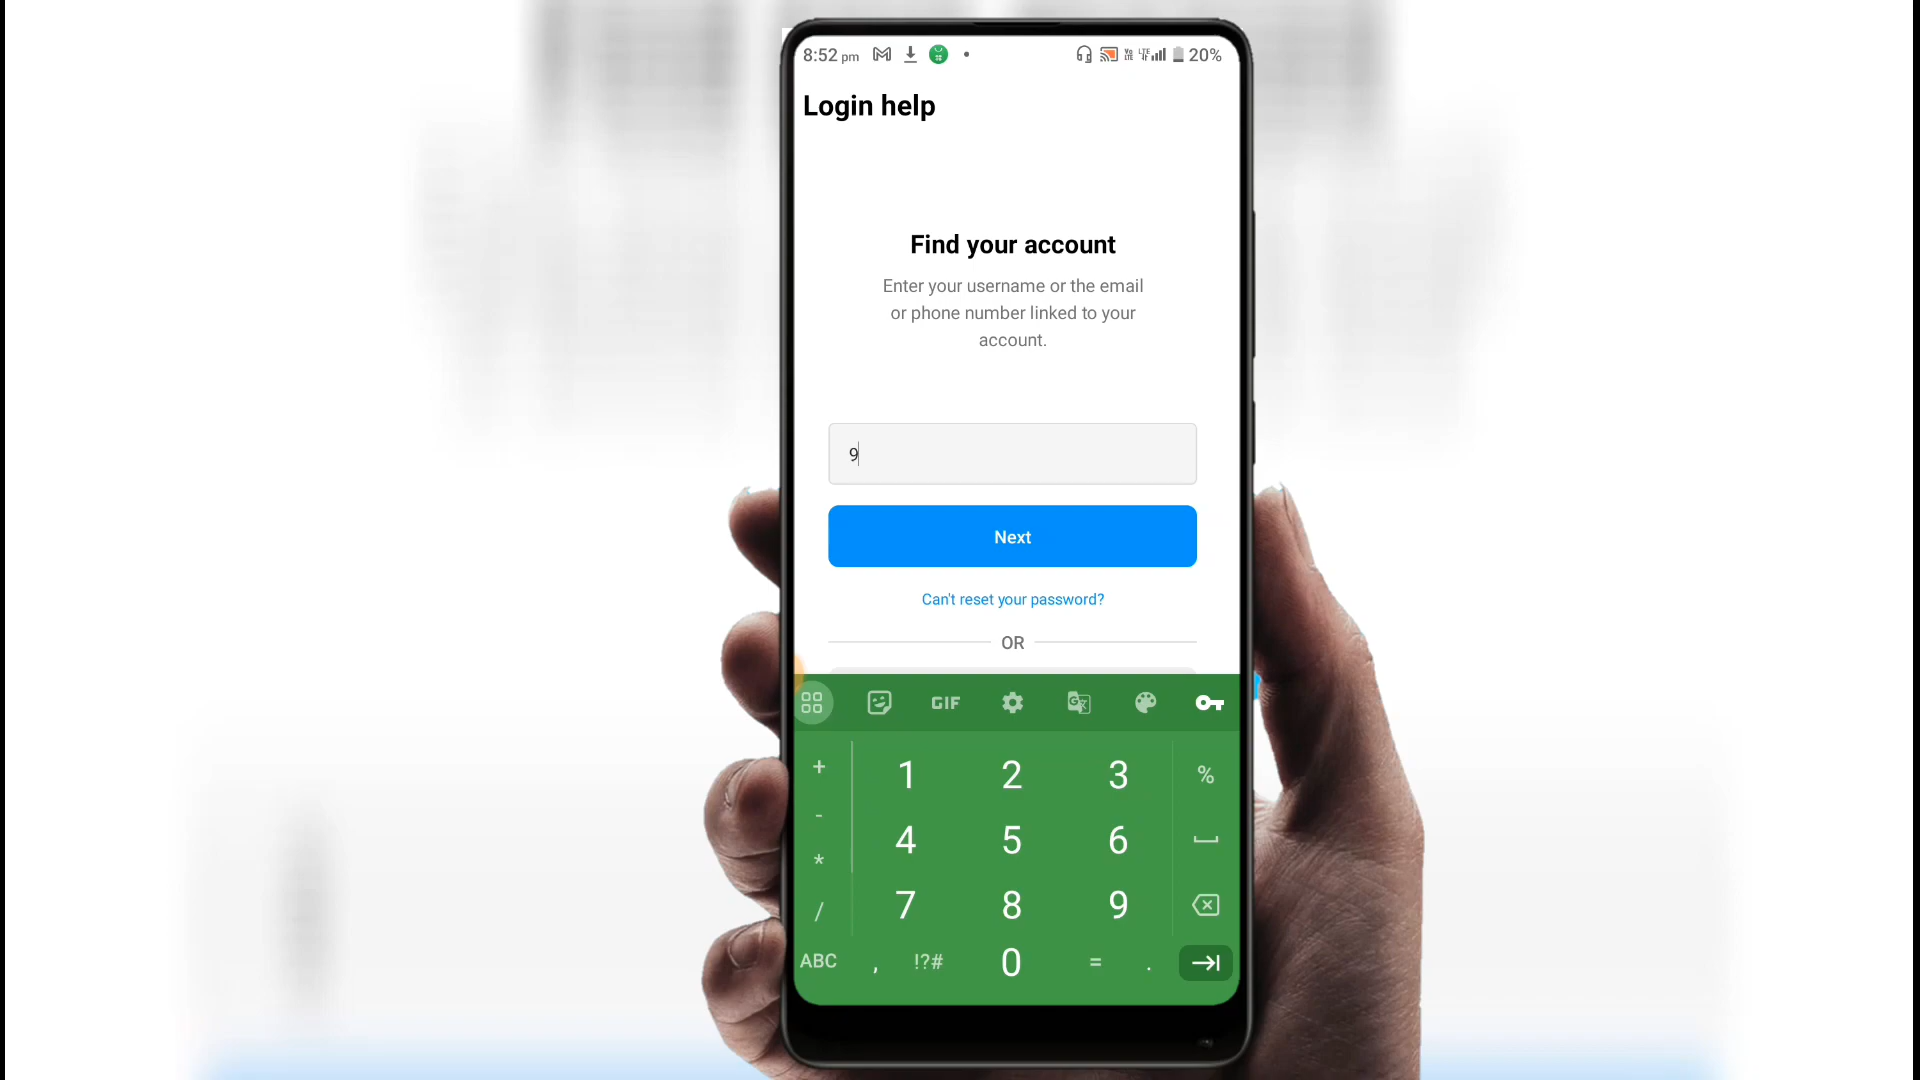 8:52 pm
20%
Login help
Find your account
Enter your username or the email
or phone number linked to your
account.
9
Next
Can't reset your password?
OR
GIF
+ 1 2 3 %
- 4 5 6
*
/ 7 8 9
ABC , !?# 0 = .